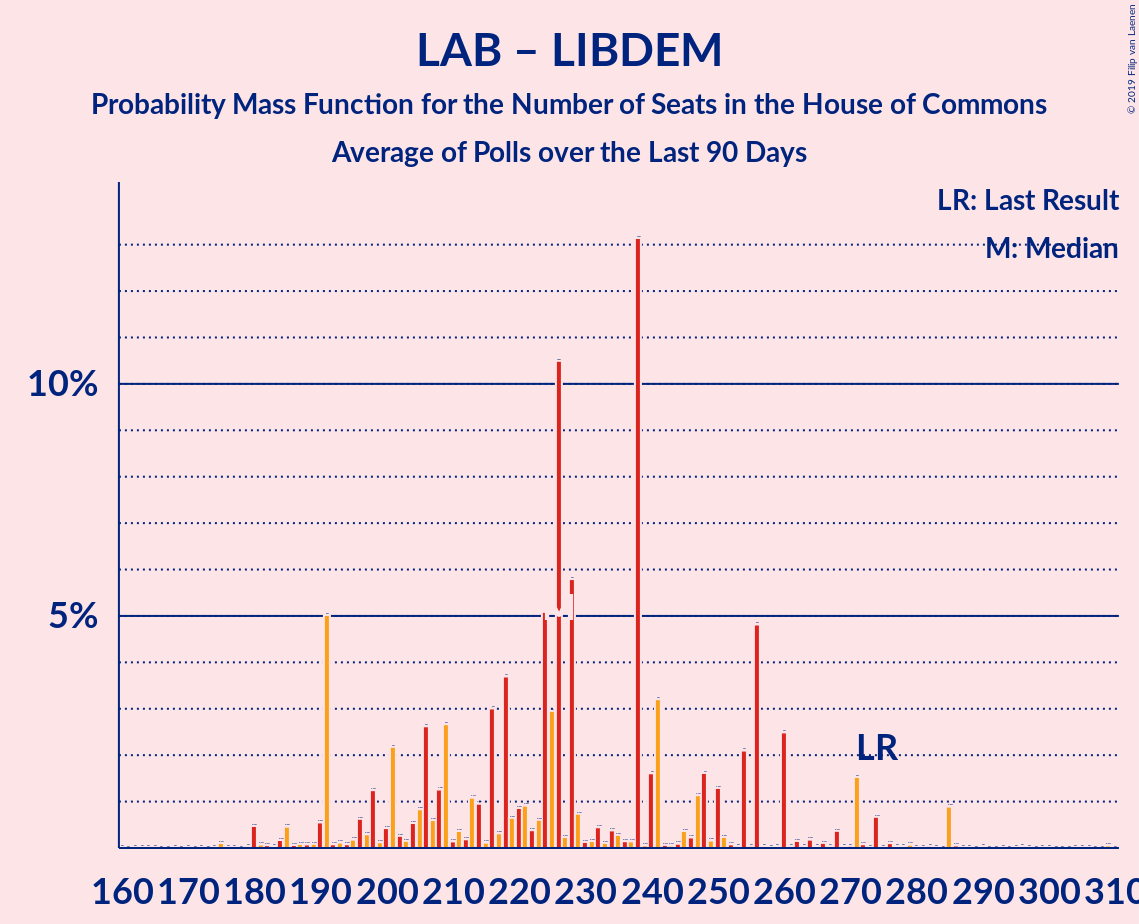 LAB – LIBDEM
Probability Mass Function for the Number of Seats in the House of Commons
Average of Polls over the Last 90 Days
© 2019 Filip van Laenen
LR: Last Result
M: Median
10%
5%
LR
160 170 180 190 200 210 220 230 240 250 260 270 280 290 300 310